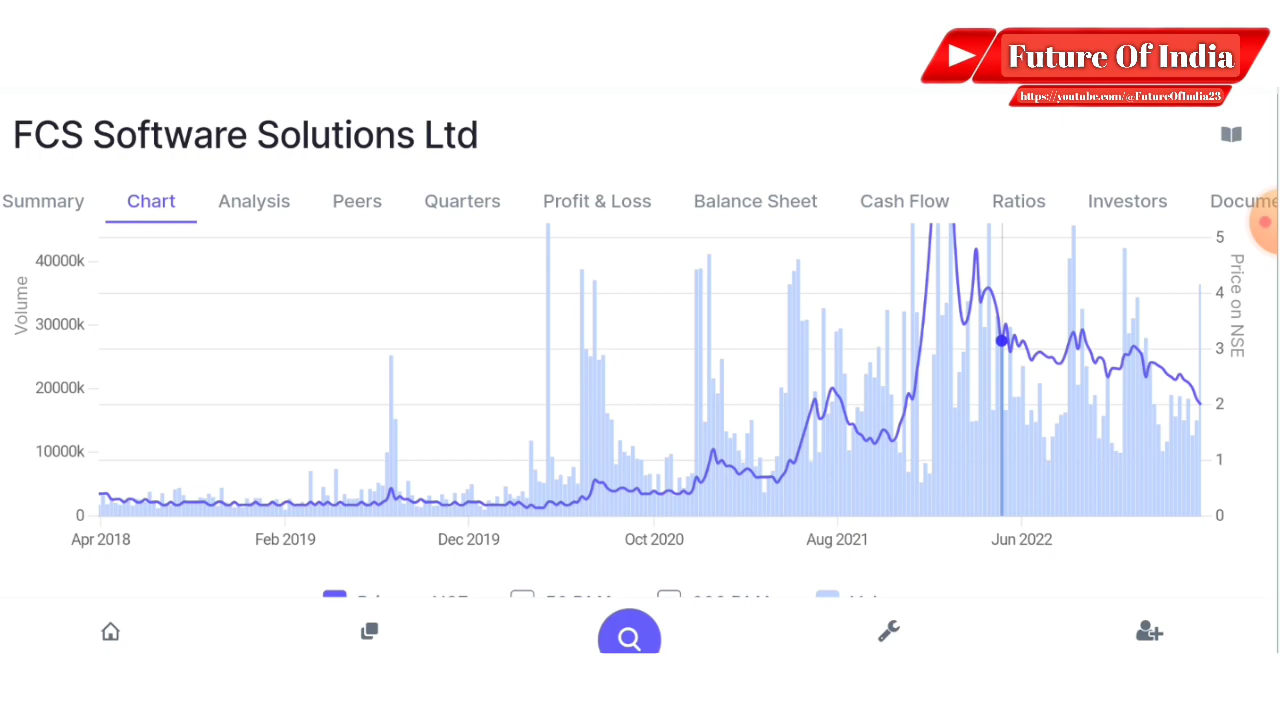 Future Of India
https://youtube.com/@FutureOfIndia23
FCS Software Solutions Ltd
Summary Chart Analysis Peers Quarters Profit & Loss Balance Sheet Cash Flow Ratios Investors
Volume
40000k
30000k
20000k
10000k
0
5
4
3
2
1
0
Price on NSE
Apr 2018 Feb 2019 Dec 2019 Oct 2020 Aug 2021 Jun 2022